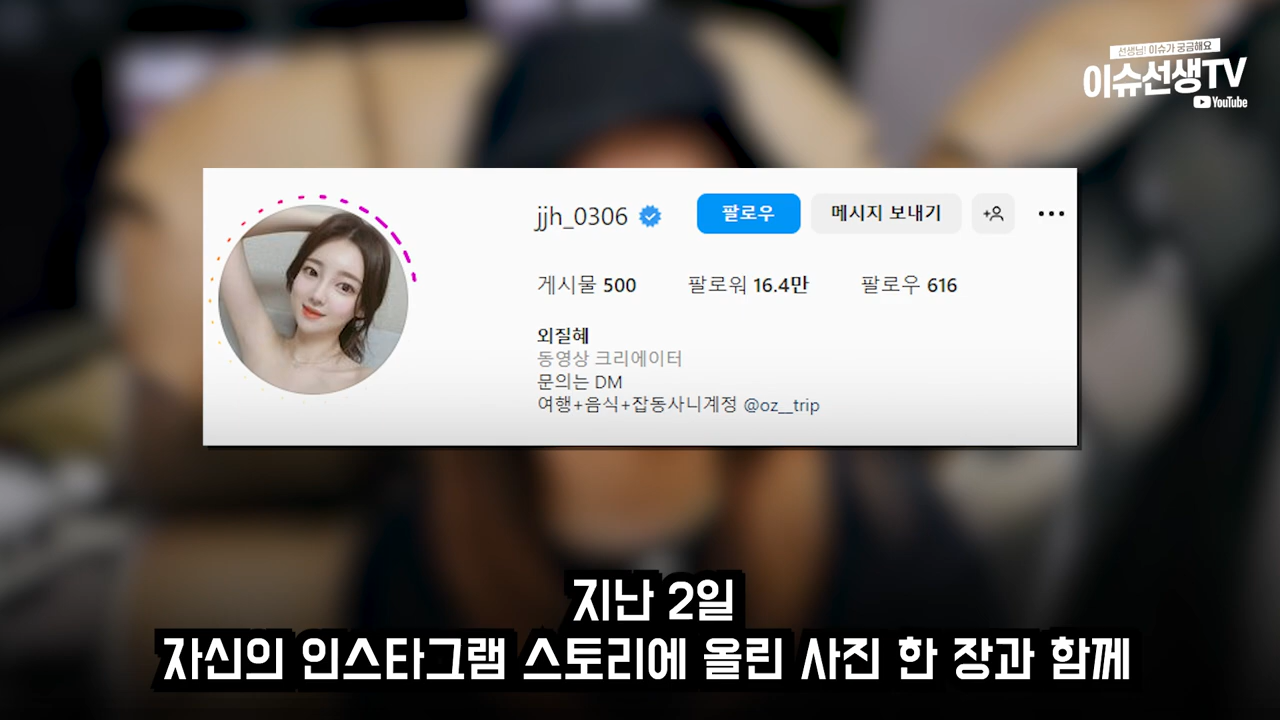 선생님! 이슈가 궁금해요
이슈선생TV
YouTube
jjh_0306
팔로우
메시지 보내기
게시물 500
팔로워 16.4만
팔로우 616
외질혜
동영상 크리에이터
문의는 DM
여행+음식+잡동사니계정 @oz__trip
지난 2일
자신의 인스타그램 스토리에 올린 사진 한 장과 함께